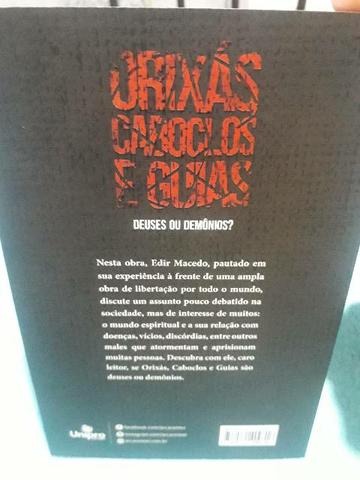 ORIXÁS
CABOCLOS
E GUIAS
DEUSES OU DEMÔNIOS?
Nesta obra, Edir Macedo, pautado em
sua experiência à frente de uma ampla
obra de libertação por todo o mundo,
discute um assunto pouco debatido na
sociedade, mas de interesse de muitos:
o mundo espiritual e a sua relação com
doenças, vícios, discórdias, entre outros
males que atormentam e aprisionam
muitas pessoas. Descubra com ele, caro
leitor, se Orixás, Caboclos e Guias são
deuses ou demônios.
Unipro